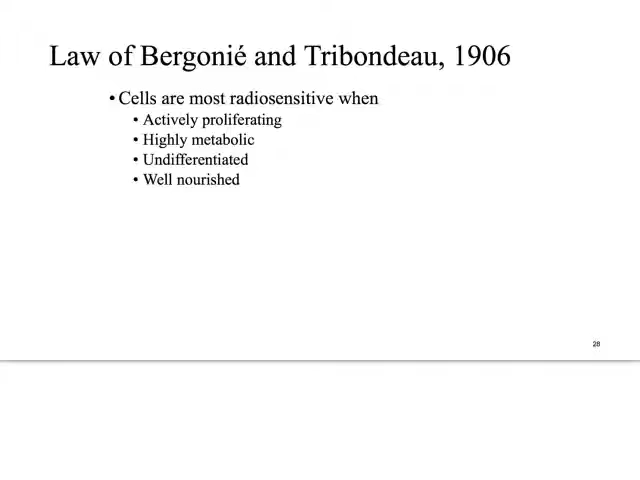 Law of Bergonié and Tribondeau, 1906
• Cells are most radiosensitive when
• Actively proliferating
• Highly metabolic
• Undifferentiated
• Well nourished
28